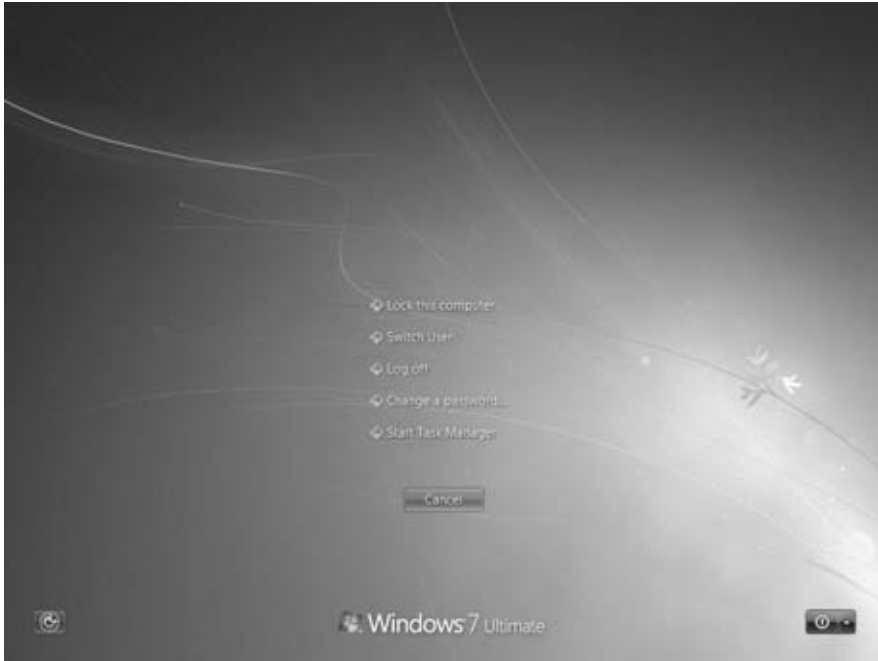 Lock this computer
Switch User
Log off
Change a password...
Start Task Manager
Cancel
Windows 7 Ultimate